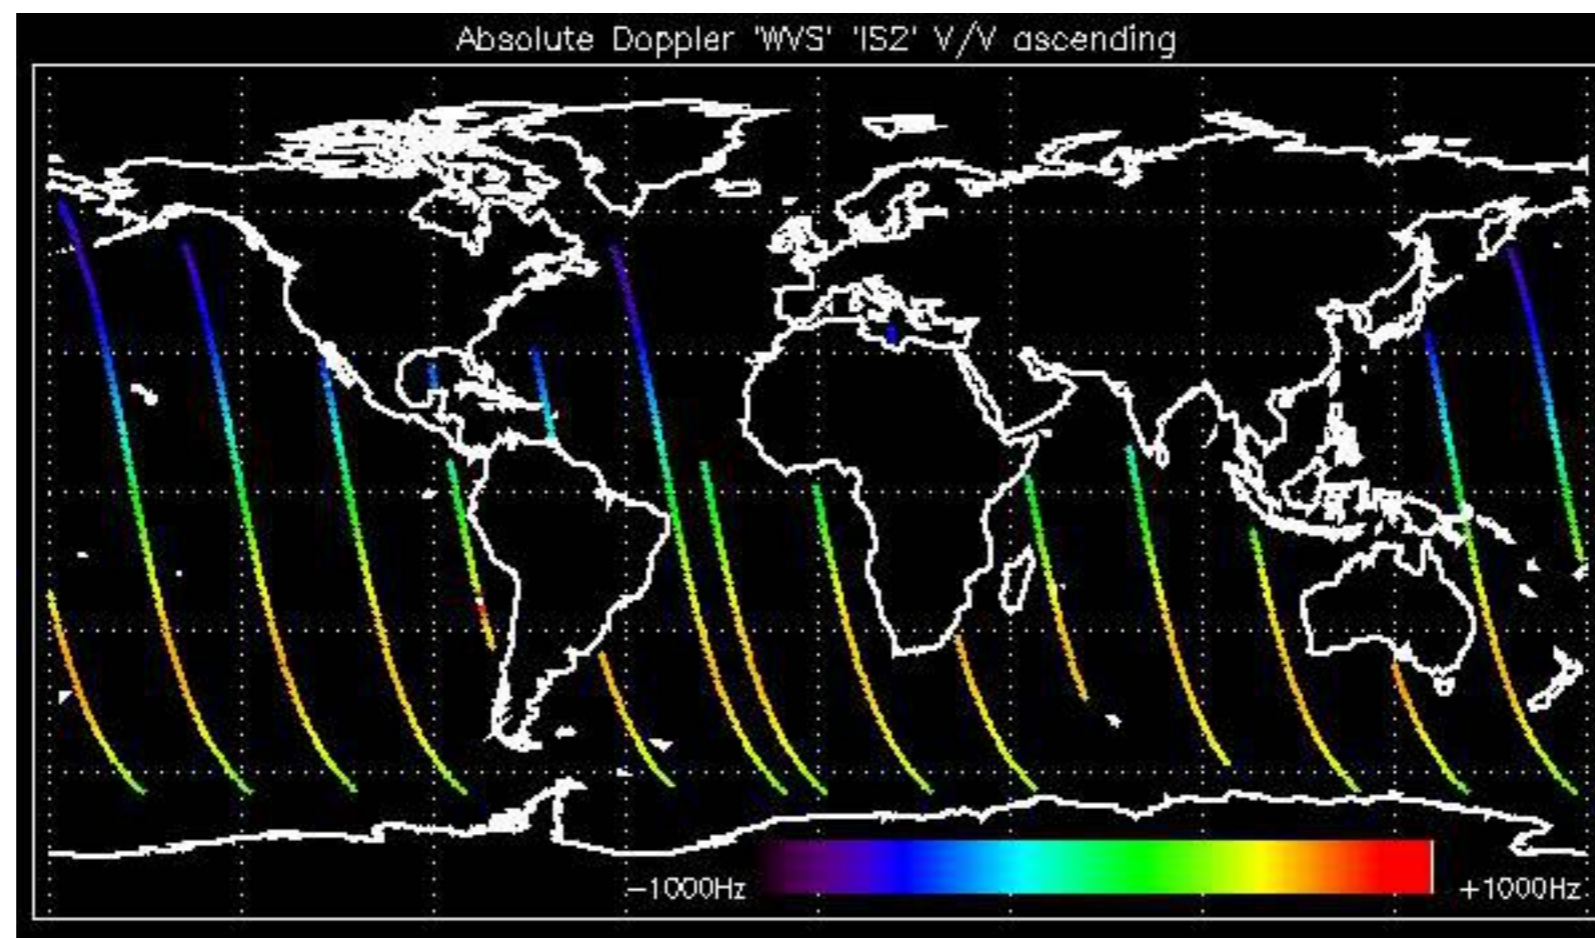 Absolute Doppler 'WVS' 'IS2' V/V ascending
−1000Hz +1000Hz